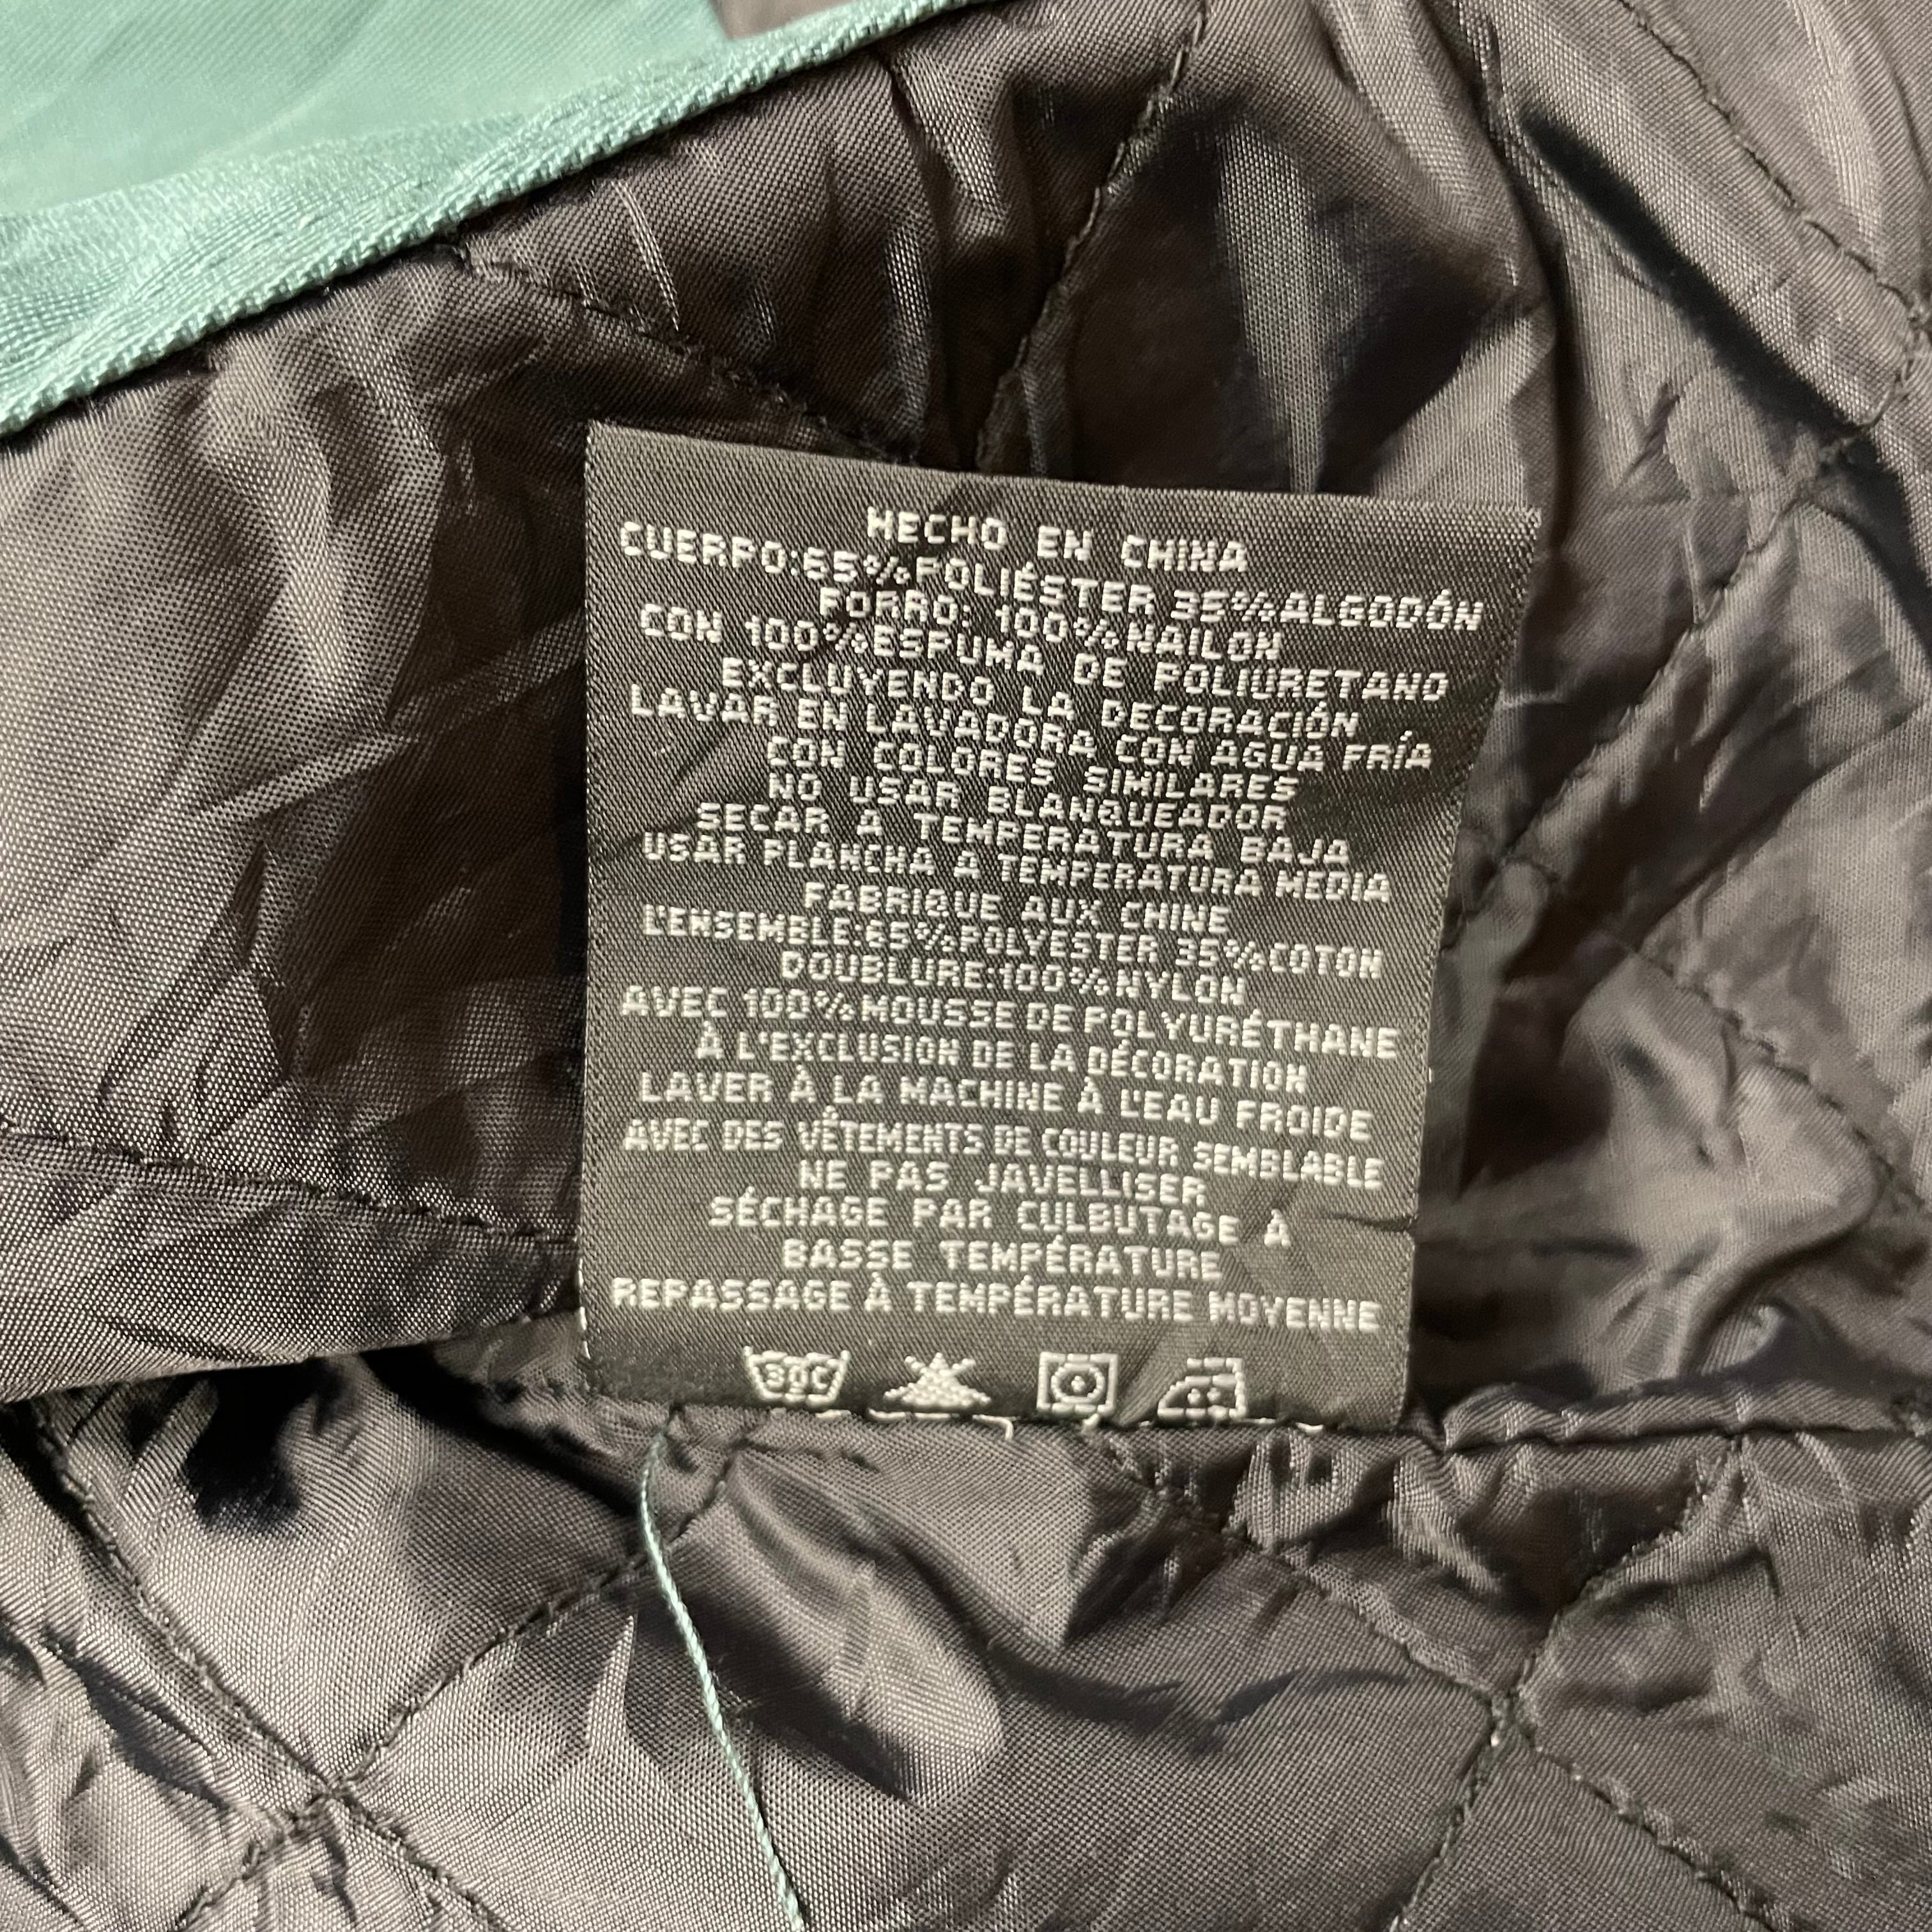 HECHO EN CHINA
CUERPO:65%POLIÉSTER 35%ALGODÓN
FORRO: 100%NAILON
CON 100%ESPUMA DE POLIURETANO
EXCLUYENDO LA DECORACIÓN
LAVAR EN LAVADORA CON AGUA FRÍA
CON COLORES SIMILARES
NO USAR BLANQUEADOR
SECAR A TEMPERATURA BAJA
USAR PLANCHA A TEMPERATURA MEDIA
FABRIQUE AUX CHINE
L'ENSEMBLE:65%POLYESTER 35%COTON
DOUBLURE:100%NYLON
AVEC 100%MOUSSE DE POLYURÉTHANE
À L'EXCLUSION DE LA DÉCORATION
LAVER À LA MACHINE À L'EAU FROIDE
AVEC DES VÊTEMENTS DE COULEUR SEMBLABLE
NE PAS JAVELLISER
SÉCHAGE PAR CULBUTAGE À
BASSE TEMPÉRATURE
REPASSAGE À TEMPÉRATURE MOYENNE
30C